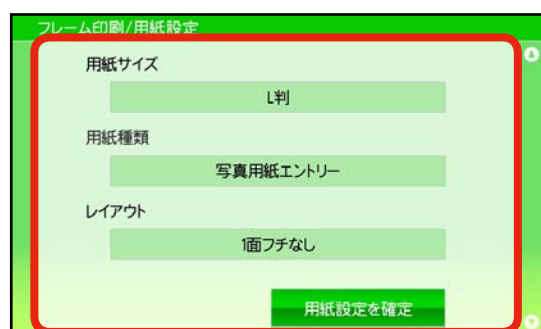 フレーム印刷/用紙設定
用紙サイズ
L判
用紙種類
写真用紙エントリー
レイアウト
1面フチなし
用紙設定を確定